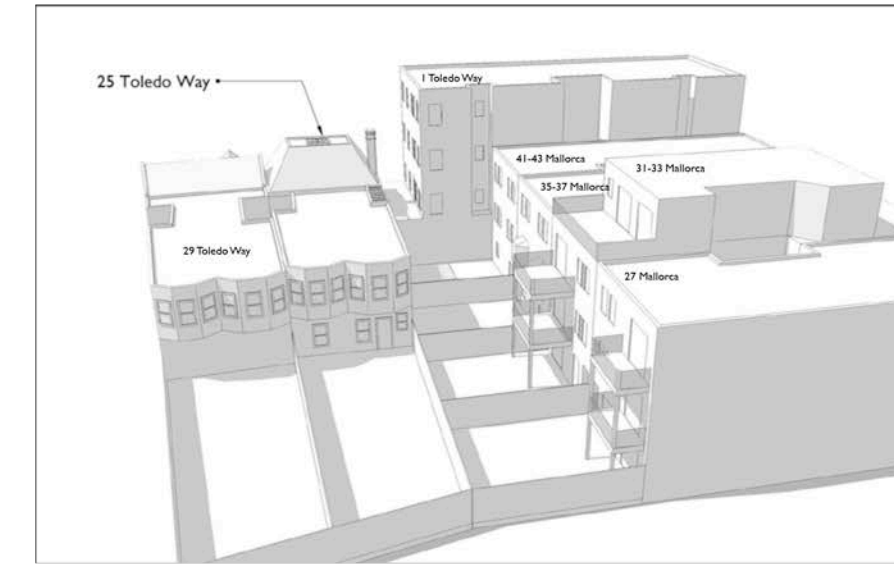 25 Toledo Way
1 Toledo Way
41-43 Mallorca
31-33 Mallorca
35-37 Mallorca
29 Toledo Way
27 Mallorca